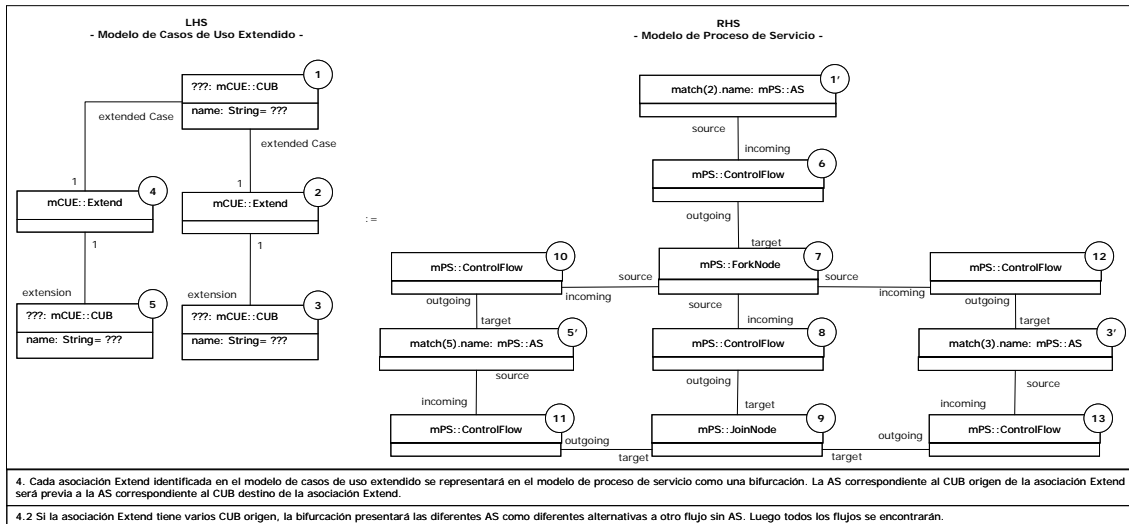 LHS
- Modelo de Casos de Uso Extendido -
RHS
- Modelo de Proceso de Servicio -
1
???: mCUE::CUB
name: String= ???
extended Case
extended Case
1
1
4
mCUE::Extend
2
mCUE::Extend
1
1
extension
extension
5
???: mCUE::CUB
name: String= ???
3
???: mCUE::CUB
name: String= ???
:=
1'
match(2).name: mPS::AS
source
incoming
6
mPS::ControlFlow
outgoing
target
10
mPS::ControlFlow
7
mPS::ForkNode
12
mPS::ControlFlow
source
incoming
source
incoming
outgoing
target
source
incoming
outgoing
target
5'
match(5).name: mPS::AS
8
mPS::ControlFlow
3'
match(3).name: mPS::AS
source
incoming
outgoing
target
source
incoming
11
mPS::ControlFlow
9
mPS::JoinNode
13
mPS::ControlFlow
outgoing
target
outgoing
target
4. Cada asociación Extend identificada en el modelo de casos de uso extendido se representará en el modelo de proceso de servicio como una bifurcación. La AS correspondiente al CUB origen de la asociación Extend
será previa a la AS correspondiente al CUB destino de la asociación Extend.
4.2 Si la asociación Extend tiene varios CUB origen, la bifurcación presentará las diferentes AS como diferentes alternativas a otro flujo sin AS. Luego todos los flujos se encontrarán.